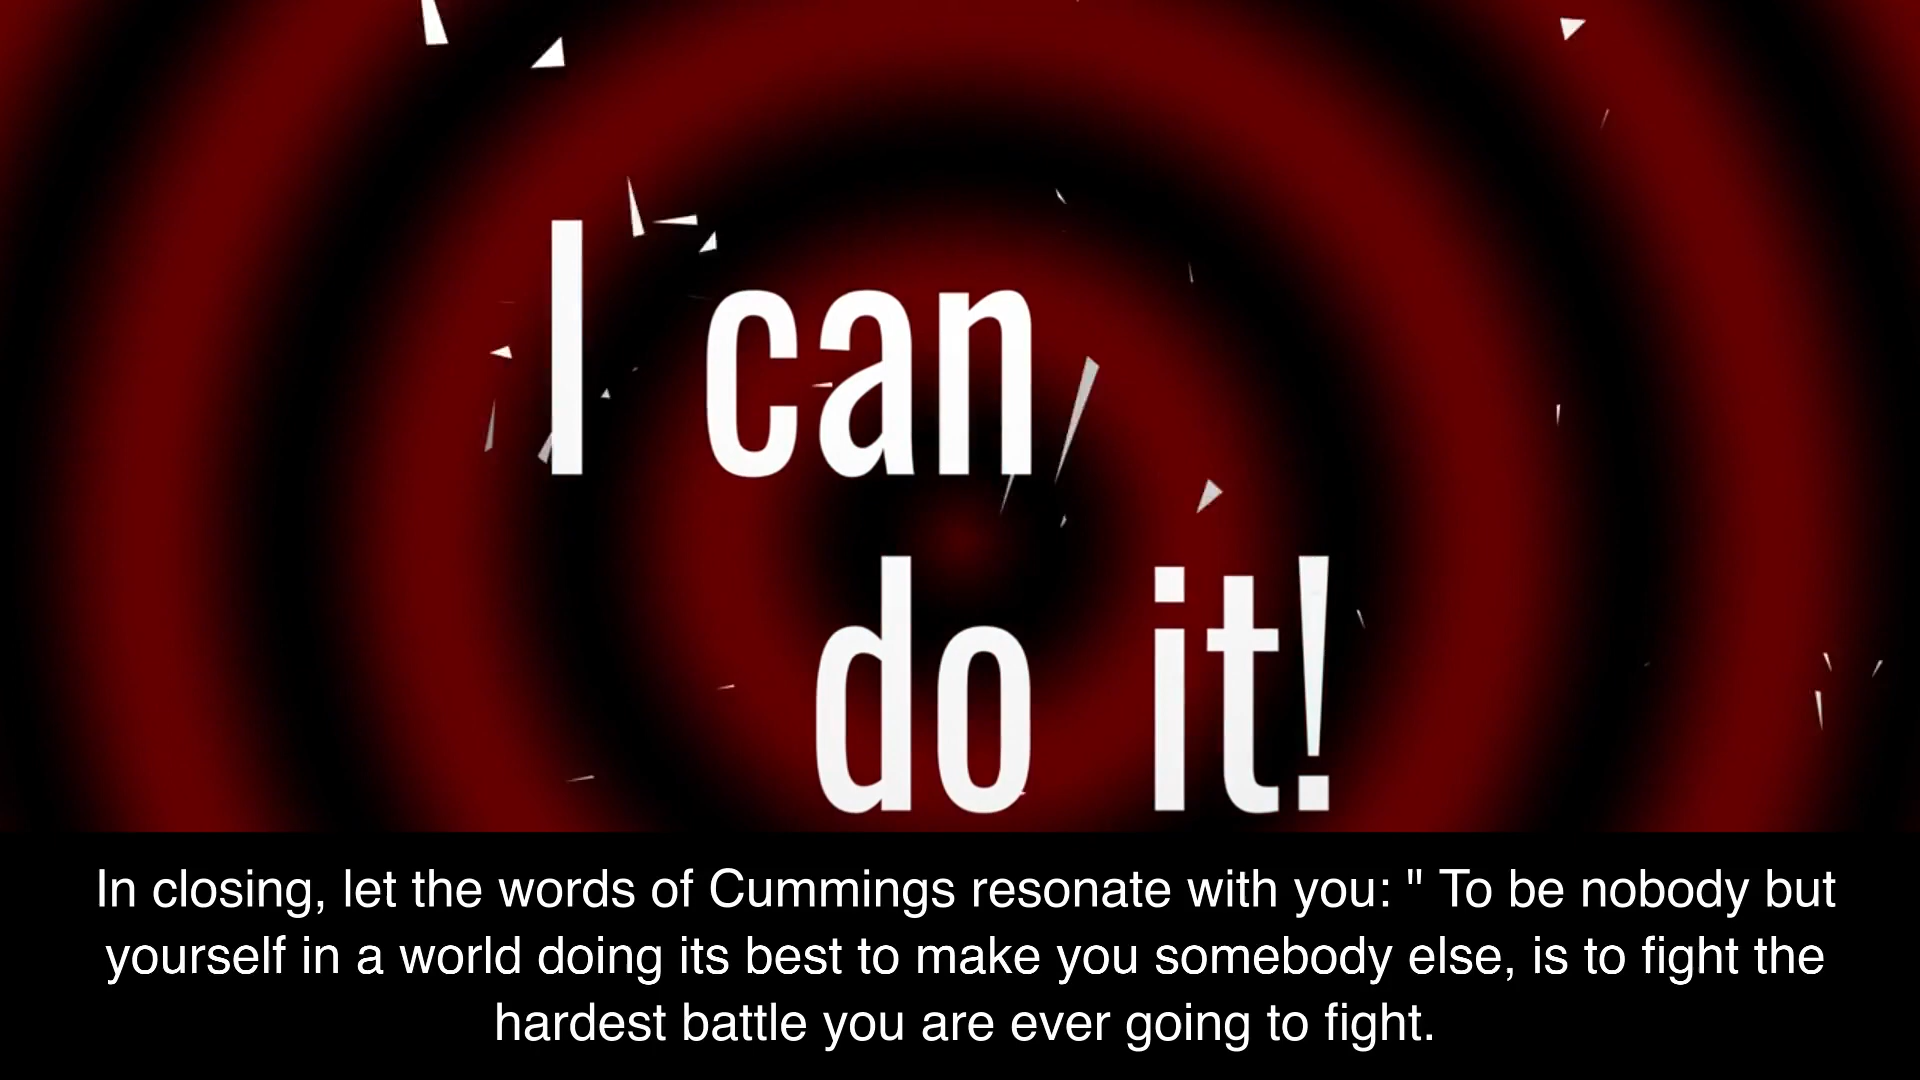 I can
do it!
In closing, let the words of Cummings resonate with you: " To be nobody but
yourself in a world doing its best to make you somebody else, is to fight the
hardest battle you are ever going to fight.